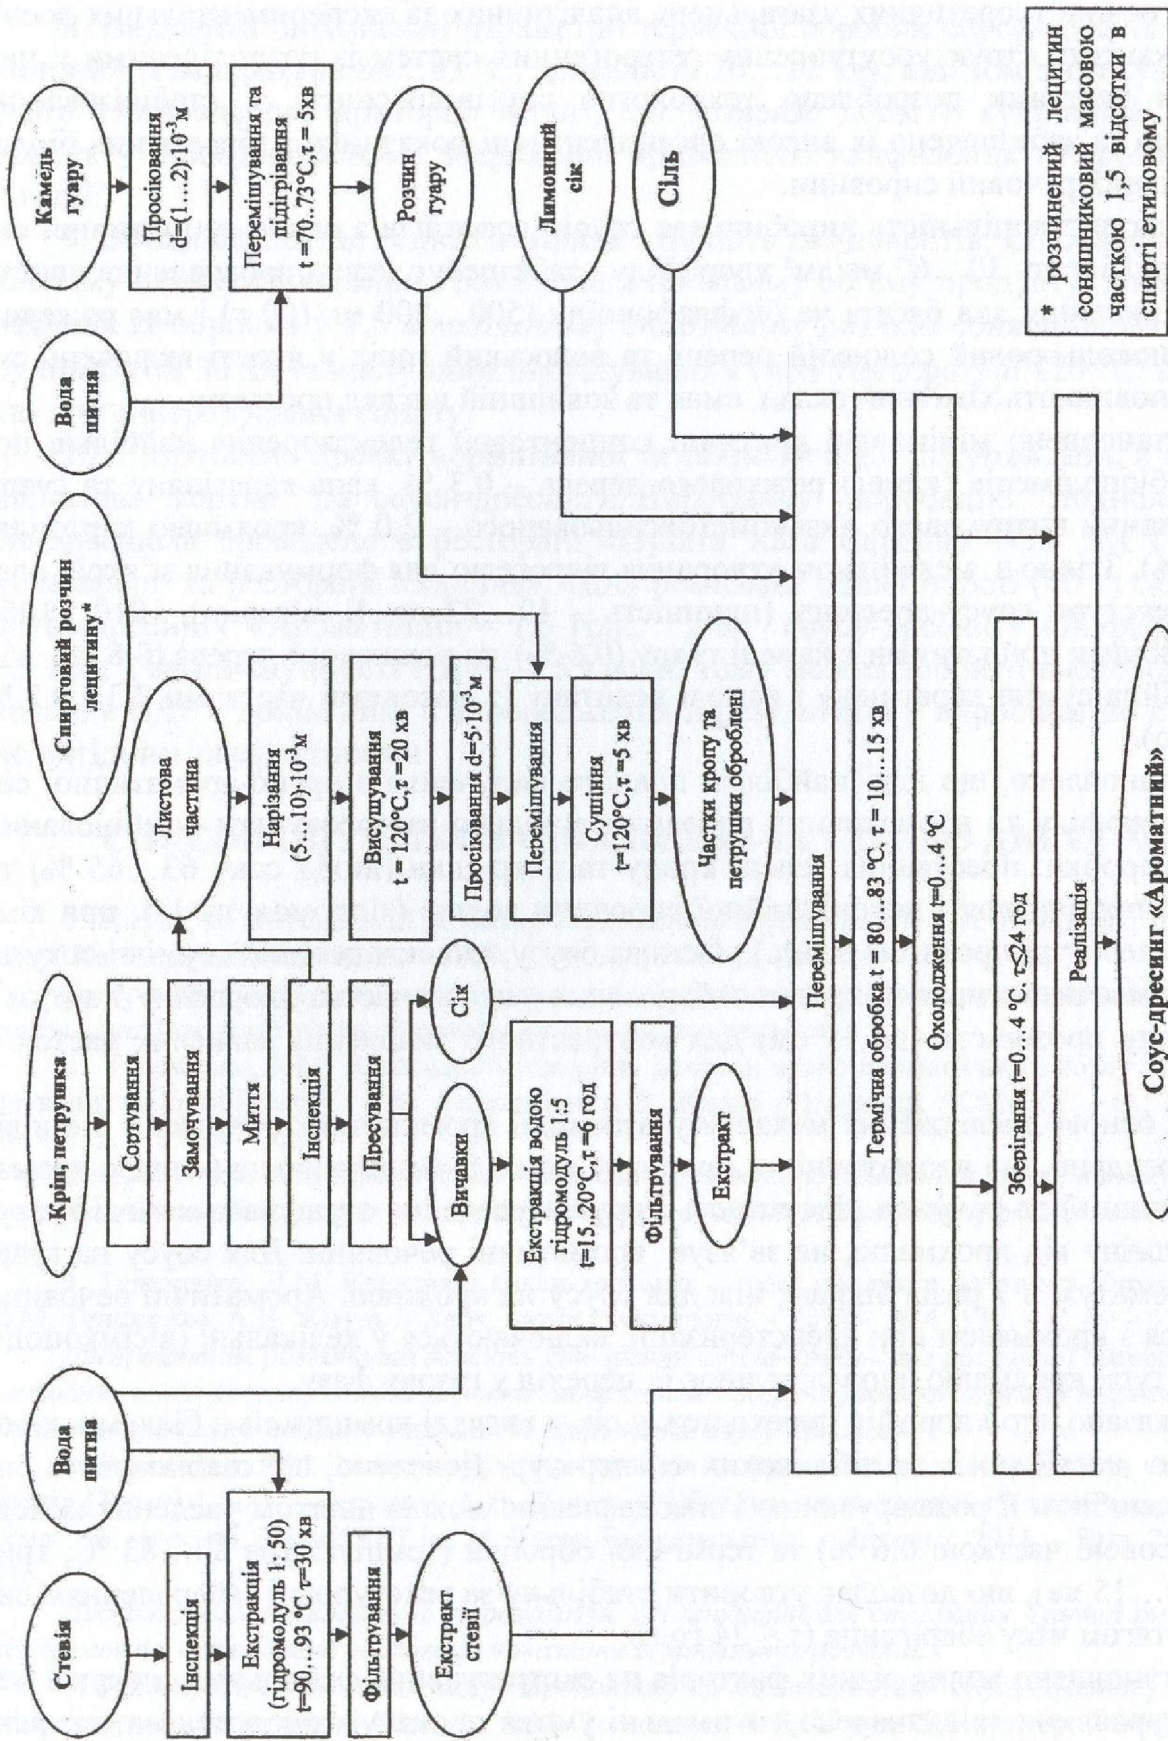 Стевія
Інспекція
Екстракція
(гідромодуль 1:50)
t=90..93 °C τ=30 хв
Фільтрування
Екстракт
стевії
Вода
питна
Кріп, петрушка
Сортування
Замочування
Миття
Інспекція
Пресування
Вичавки
Сік
Екстракція водою
гідромодуль 1:5
t=15..20°C, τ =6 год
Фільтрування
Екстракт
Листова
частина
Нарізання
(5...10)·10⁻³м
Висушування
t = 120°C, τ =20 хв
Просіювання d=5·10⁻³м
Перемішування
Сушіння
t=120°C, τ =5 хв
Частки кропу та
петрушки оброблені
Спиртовий розчин
лецитину*
Вода
питна
Камедь
гуару
Просіювання
d=(1...2)·10⁻³ м
Перемішування та
підігрівання
t =70..73°C, τ = 5хв
Розчин
гуару
Лимонний
сік
Сіль
Перемішування
Термічна обробка t = 80...83 °C, τ = 10...15 хв
Охолодження t=0...4 °C
Зберігання t=0...4 °C, τ≤24 год
Реалізація
Соус-дресинг «Ароматний»
* розчинений лецитин
соняшниковий масовою
часткою 1,5 відсотки в
спирті етиловому